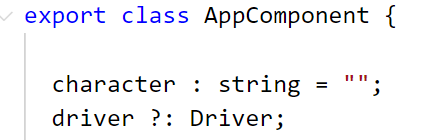 export class AppComponent {
character : string = "";
driver ?: Driver;